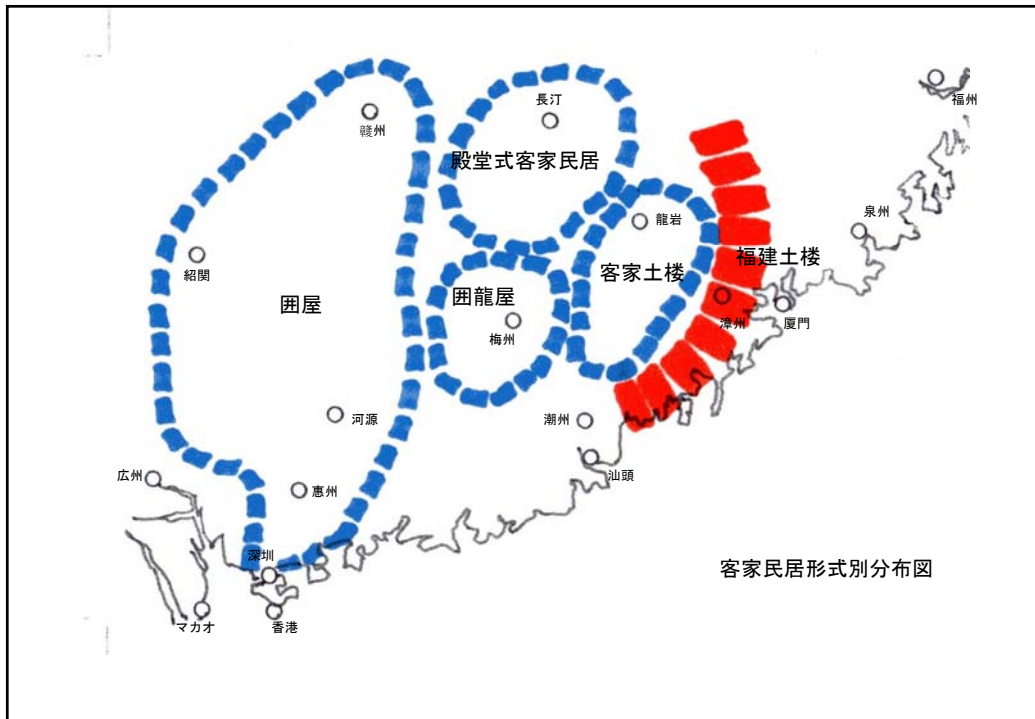 福州
長汀
贛州
殿堂式客家民居
龍岩
泉州
福建土楼
客家土楼
紹関
囲屋
囲龍屋
梅州
漳州
厦門
河源
潮州
汕頭
広州
惠州
深圳
客家民居形式別分布図
マカオ
香港